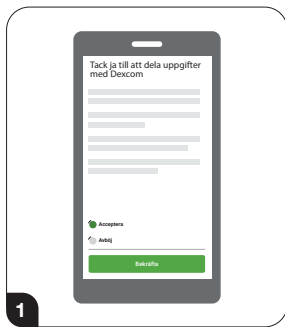 Tack ja till att dela uppgifter
med Dexcom
Acceptera
Avböj
Bekräfta
1